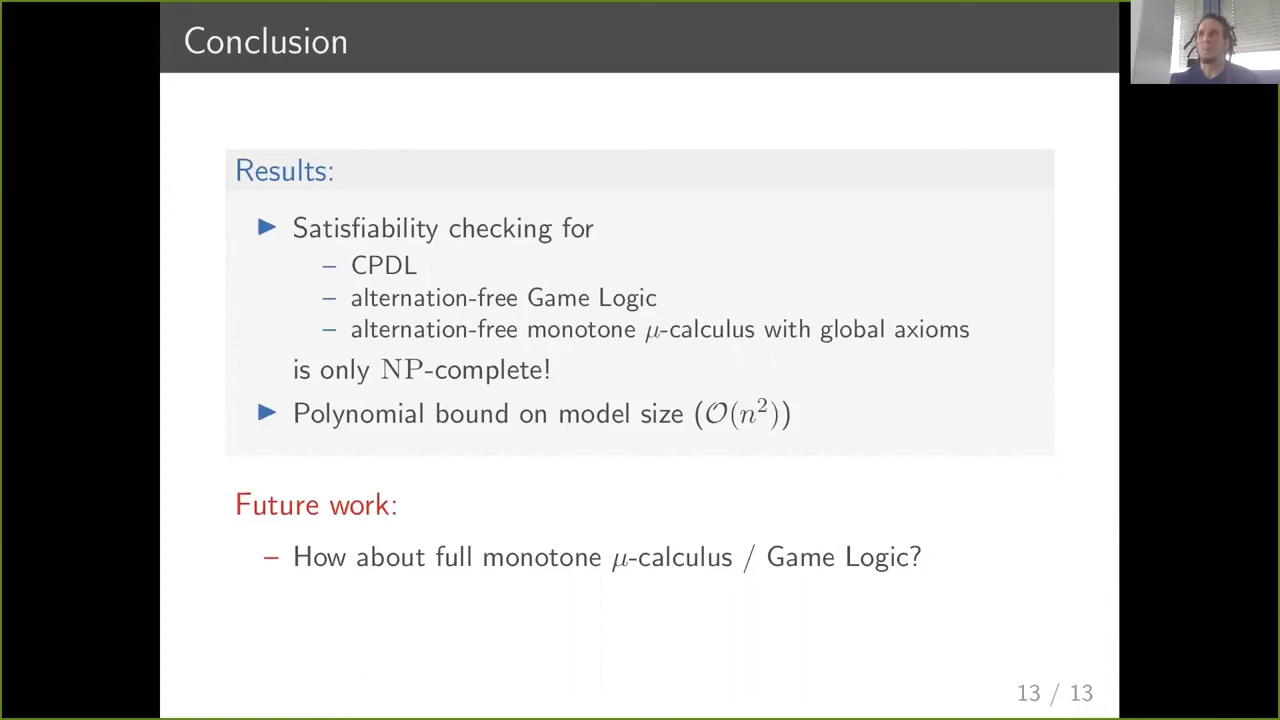 Conclusion
Results:
▶ Satisfiability checking for
– CPDL
– alternation-free Game Logic
– alternation-free monotone μ-calculus with global axioms
is only NP-complete!
▶ Polynomial bound on model size (𝒪(n²))
Future work:
– How about full monotone μ-calculus / Game Logic?
13 / 13